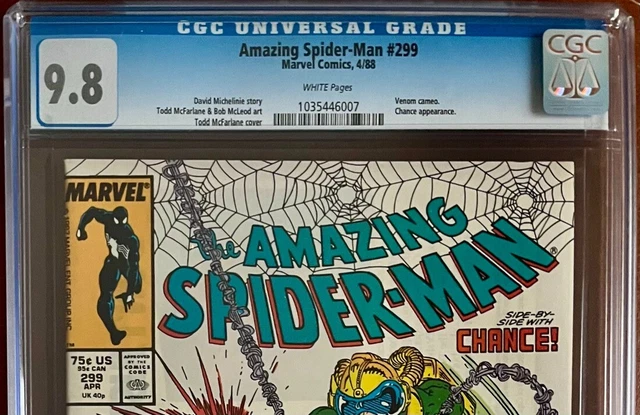 CGC UNIVERSAL GRADE
9.8
Amazing Spider-Man #299
Marvel Comics, 4/88
WHITE Pages
David Michelinie story
Todd McFarlane & Bob McLeod art
Todd McFarlane cover
1035446007
Venom cameo.
Chance appearance.
CGC
MARVEL®
the AMAZING
SPIDER-MAN®
SIDE-BY-
SIDE WITH
CHANCE!
75¢ US
95¢ CAN
299
APR
UK 40p
APPROVED
BY THE
COMICS
CODE
AUTHORITY